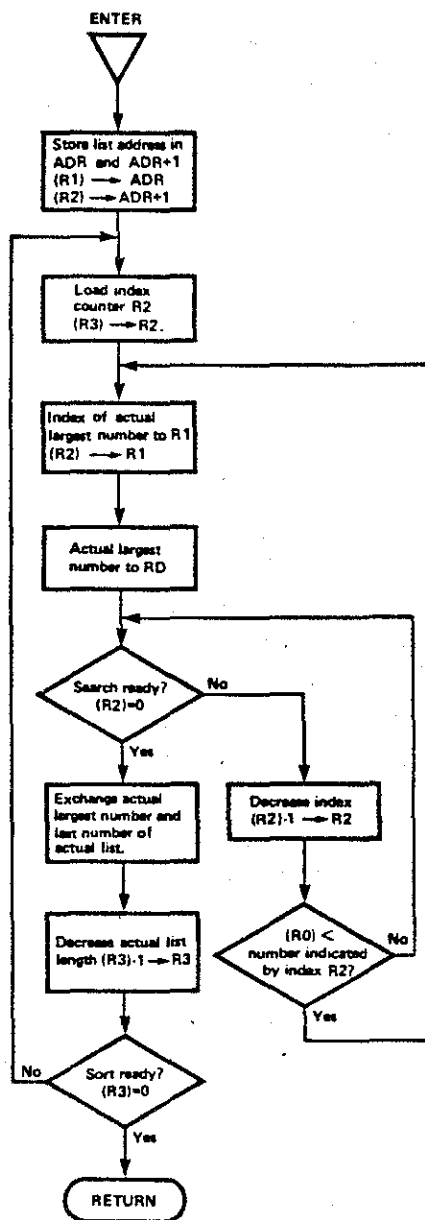 ENTER
Store list address in
ADR and ADR+1
(R1) → ADR
(R2) → ADR+1
Load index
counter R2
(R3) → R2.
Index of actual
largest number to R1
(R2) → R1
Actual largest
number to RD
Search ready?
(R2)=0
No
Yes
Exchange actual
largest number and
last number of
actual list.
Decrease index
(R2)-1 → R2
Decrease actual list
length (R3)-1 → R3
(R0) <
number indicated
by index R2?
No
Yes
Sort ready?
(R3)=0
No
Yes
RETURN